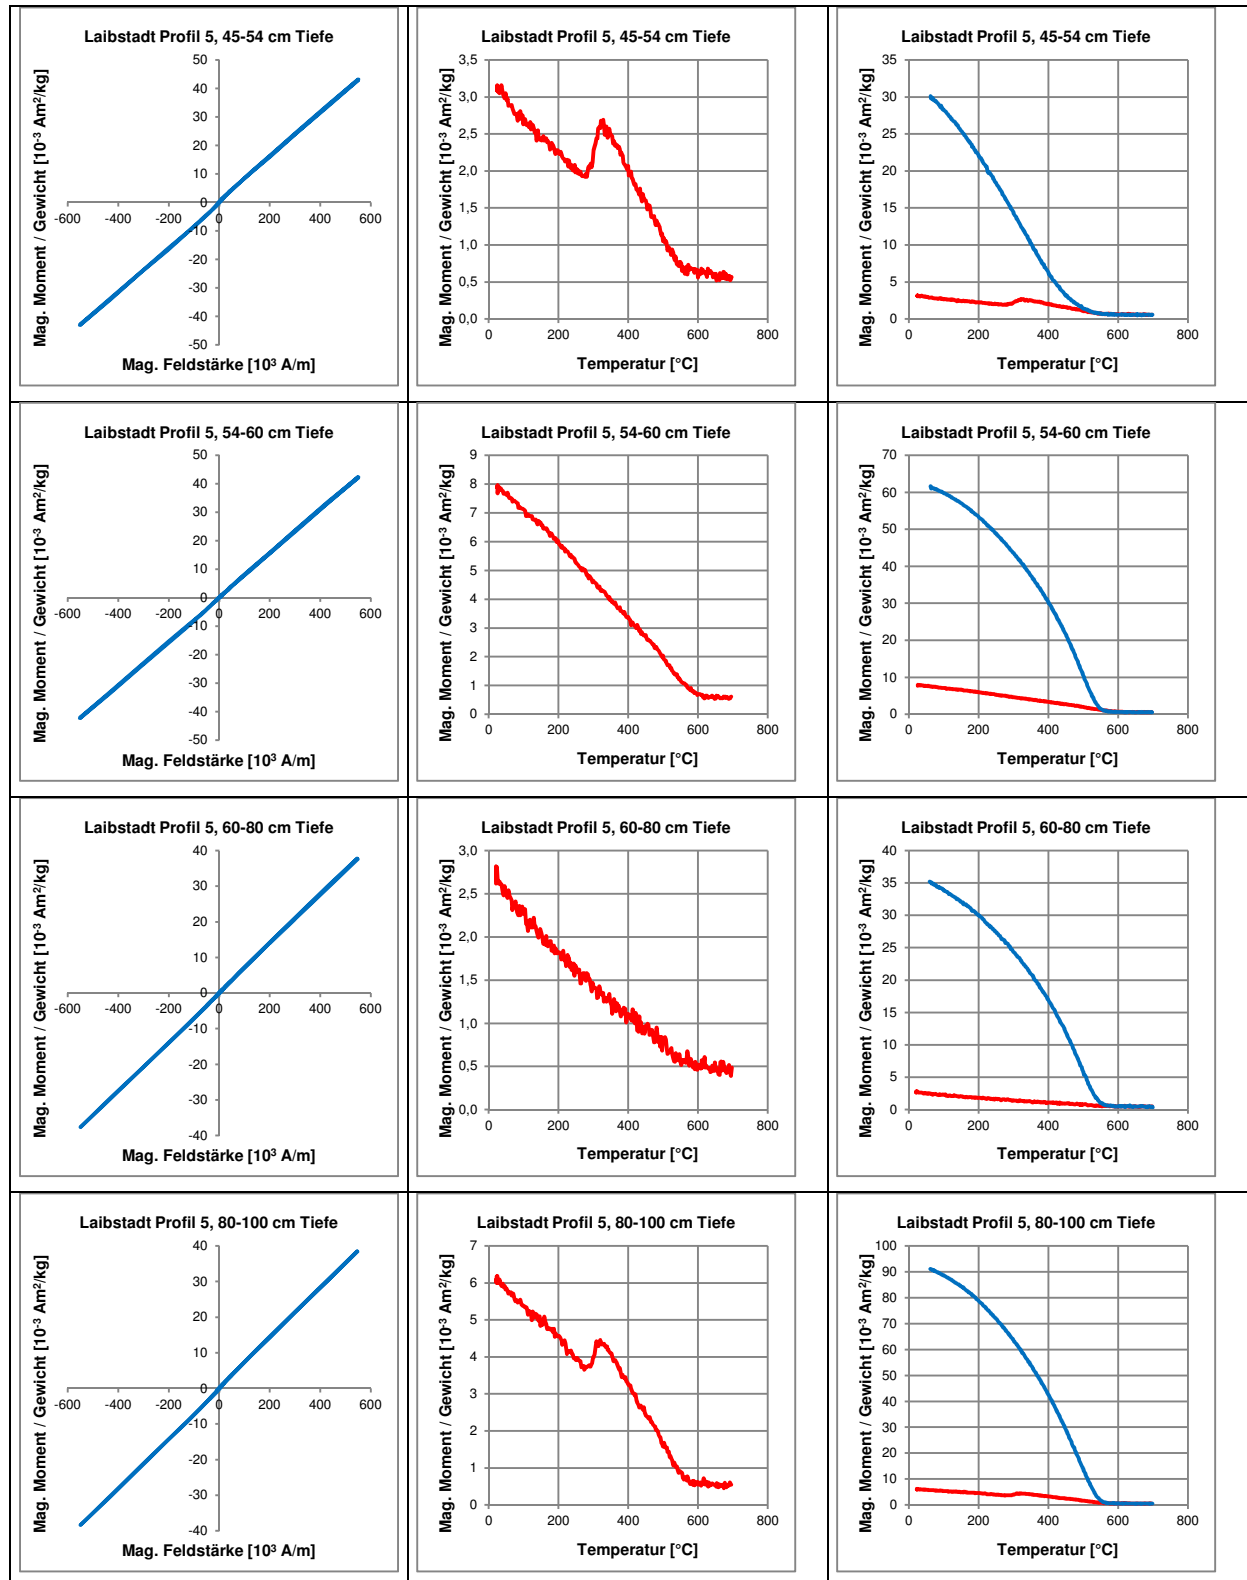 Laibstadt Profil 5, 45-54 cm Tiefe
Mag. Moment / Gewicht [10⁻³ Am²/kg]
50
40
30
20
10
0
-10
-20
-30
-40
-50
-600 -400 -200 0 200 400 600
Mag. Feldstärke [10³ A/m]
Laibstadt Profil 5, 45-54 cm Tiefe
Mag. Moment / Gewicht [10⁻³ Am²/kg]
3,5
3,0
2,5
2,0
1,5
1,0
0,5
0,0
0 200 400 600 800
Temperatur [°C]
Laibstadt Profil 5, 45-54 cm Tiefe
Mag. Moment / Gewicht [10⁻³ Am²/kg]
35
30
25
20
15
10
5
0
0 200 400 600 800
Temperatur [°C]
Laibstadt Profil 5, 54-60 cm Tiefe
Mag. Moment / Gewicht [10⁻³ Am²/kg]
50
40
30
20
10
0
-10
-20
-30
-40
-50
-600 -400 -200 0 200 400 600
Mag. Feldstärke [10³ A/m]
Laibstadt Profil 5, 54-60 cm Tiefe
Mag. Moment / Gewicht [10⁻³ Am²/kg]
9
8
7
6
5
4
3
2
1
0
0 200 400 600 800
Temperatur [°C]
Laibstadt Profil 5, 54-60 cm Tiefe
Mag. Moment / Gewicht [10⁻³ Am²/kg]
70
60
50
40
30
20
10
0
0 200 400 600 800
Temperatur [°C]
Laibstadt Profil 5, 60-80 cm Tiefe
Mag. Moment / Gewicht [10⁻³ Am²/kg]
40
30
20
10
0
-10
-20
-30
-40
-600 -400 -200 0 200 400 600
Mag. Feldstärke [10³ A/m]
Laibstadt Profil 5, 60-80 cm Tiefe
Mag. Moment / Gewicht [10⁻³ Am²/kg]
3,0
2,5
2,0
1,5
1,0
0,5
0,0
0 200 400 600 800
Temperatur [°C]
Laibstadt Profil 5, 60-80 cm Tiefe
Mag. Moment / Gewicht [10⁻³ Am²/kg]
40
35
30
25
20
15
10
5
0
0 200 400 600 800
Temperatur [°C]
Laibstadt Profil 5, 80-100 cm Tiefe
Mag. Moment / Gewicht [10⁻³ Am²/kg]
40
30
20
10
0
-10
-20
-30
-40
-600 -400 -200 0 200 400 600
Mag. Feldstärke [10³ A/m]
Laibstadt Profil 5, 80-100 cm Tiefe
Mag. Moment / Gewicht [10⁻³ Am²/kg]
7
6
5
4
3
2
1
0
0 200 400 600 800
Temperatur [°C]
Laibstadt Profil 5, 80-100 cm Tiefe
Mag. Moment / Gewicht [10⁻³ Am²/kg]
100
90
80
70
60
50
40
30
20
10
0
0 200 400 600 800
Temperatur [°C]